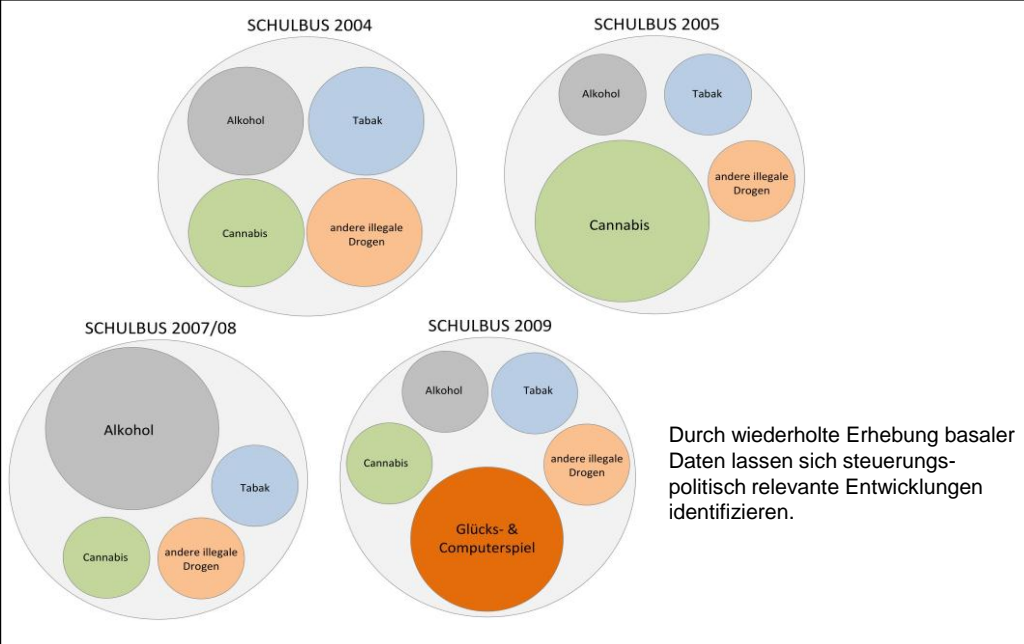 SCHULBUS 2004
Alkohol
Tabak
Cannabis
andere illegale
Drogen
SCHULBUS 2005
Alkohol
Tabak
andere illegale
Drogen
Cannabis
SCHULBUS 2007/08
Alkohol
Tabak
Cannabis
andere illegale
Drogen
SCHULBUS 2009
Alkohol
Tabak
Cannabis
andere illegale
Drogen
Glücks- &
Computerspiel
Durch wiederholte Erhebung basaler
Daten lassen sich steuerungs-
politisch relevante Entwicklungen
identifizieren.